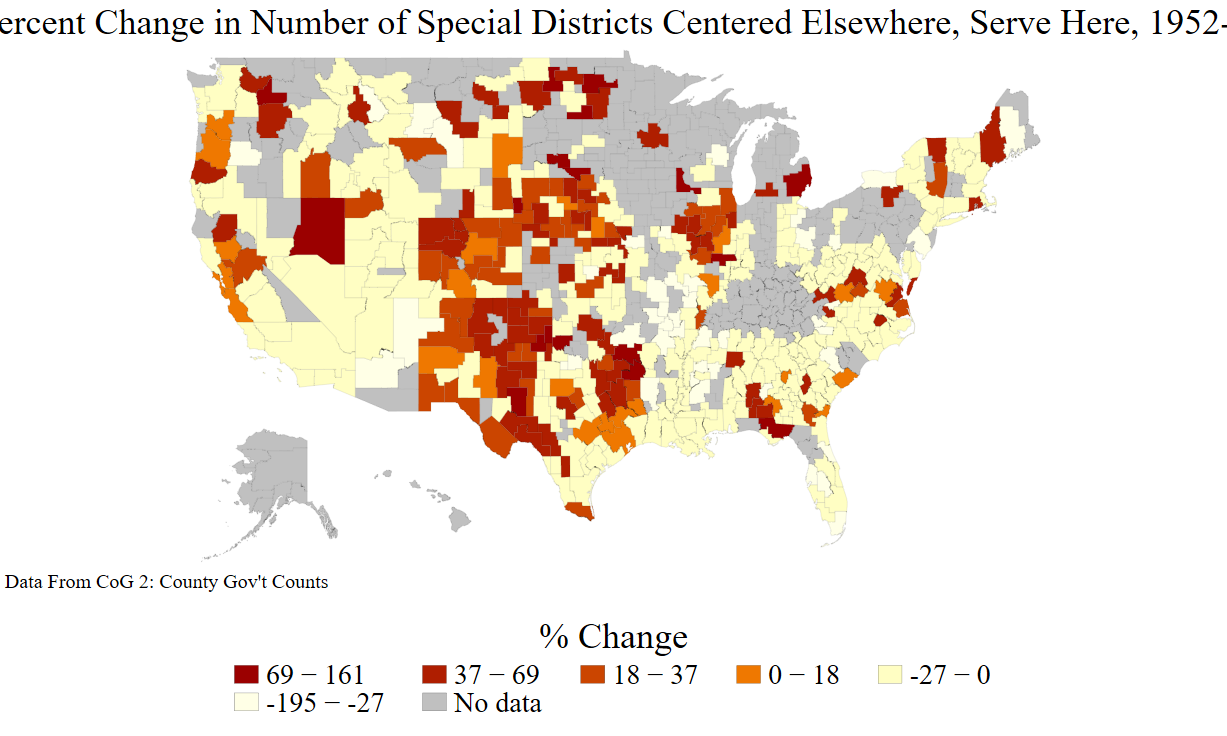 ercent Change in Number of Special Districts Centered Elsewhere, Serve Here, 1952-
Data From CoG 2: County Gov't Counts
% Change
69 − 161 37 − 69 18 − 37 0 − 18 -27 − 0
-195 − -27 No data